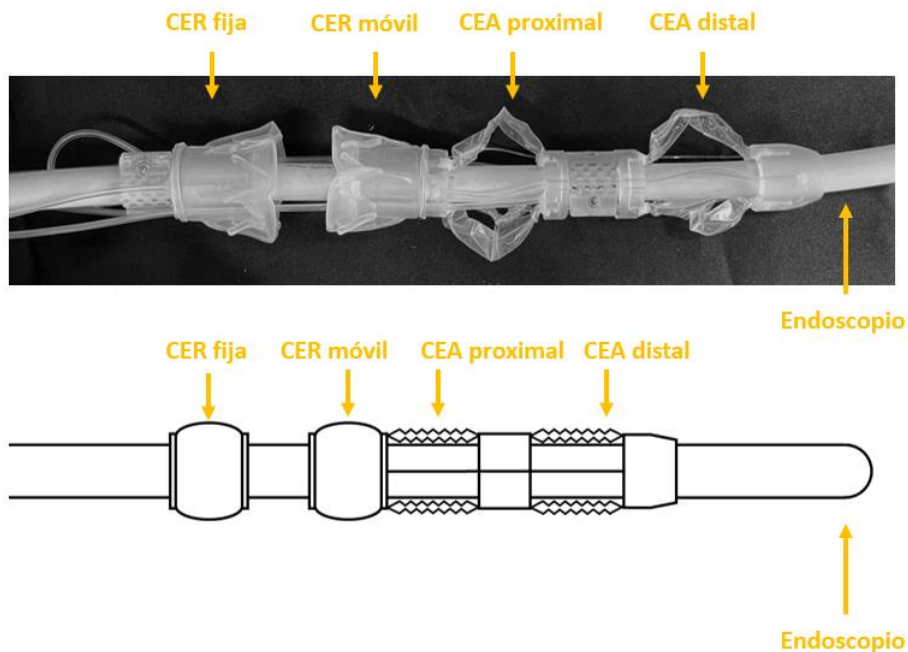 CER fija
CER móvil
CEA proximal
CEA distal
Endoscopio
CER fija
CER móvil
CEA proximal
CEA distal
Endoscopio